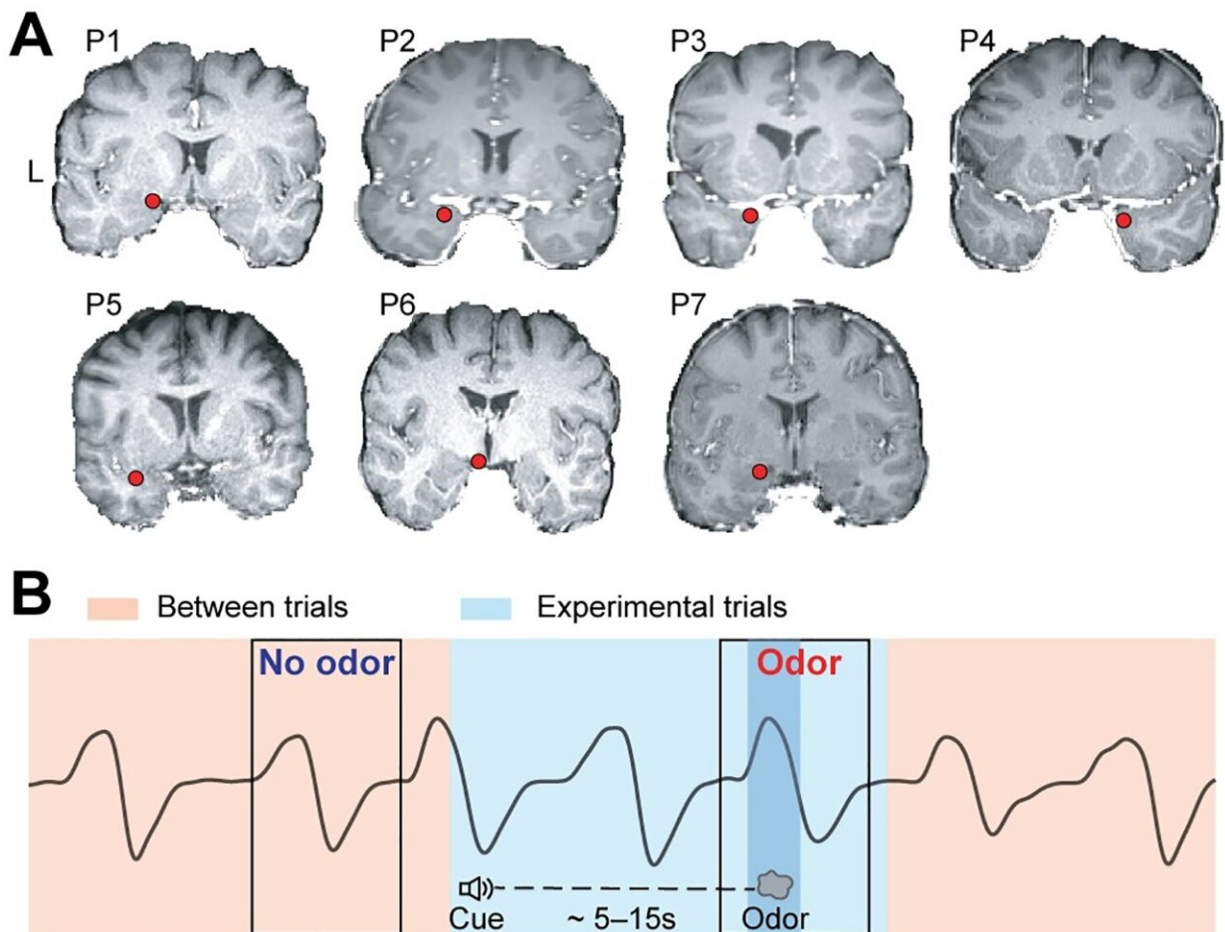 A
P1
P2
P3
P4
L
P5
P6
P7
B
Between trials
Experimental trials
No odor
Odor
Cue
~ 5–15s
Odor